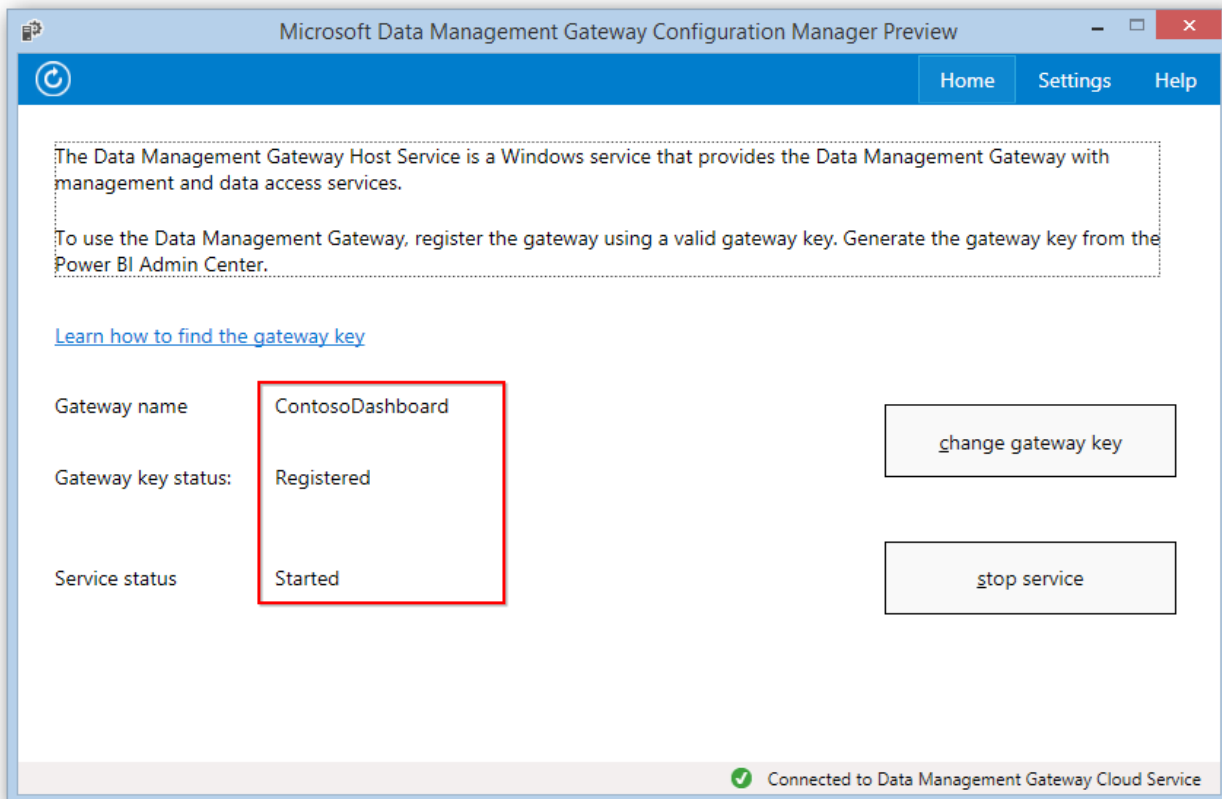 Microsoft Data Management Gateway Configuration Manager Preview
Home Settings Help
The Data Management Gateway Host Service is a Windows service that provides the Data Management Gateway with
management and data access services.
To use the Data Management Gateway, register the gateway using a valid gateway key. Generate the gateway key from the
Power BI Admin Center.
Learn how to find the gateway key
Gateway name ContosoDashboard
change gateway key
Gateway key status: Registered
Service status Started
stop service
Connected to Data Management Gateway Cloud Service